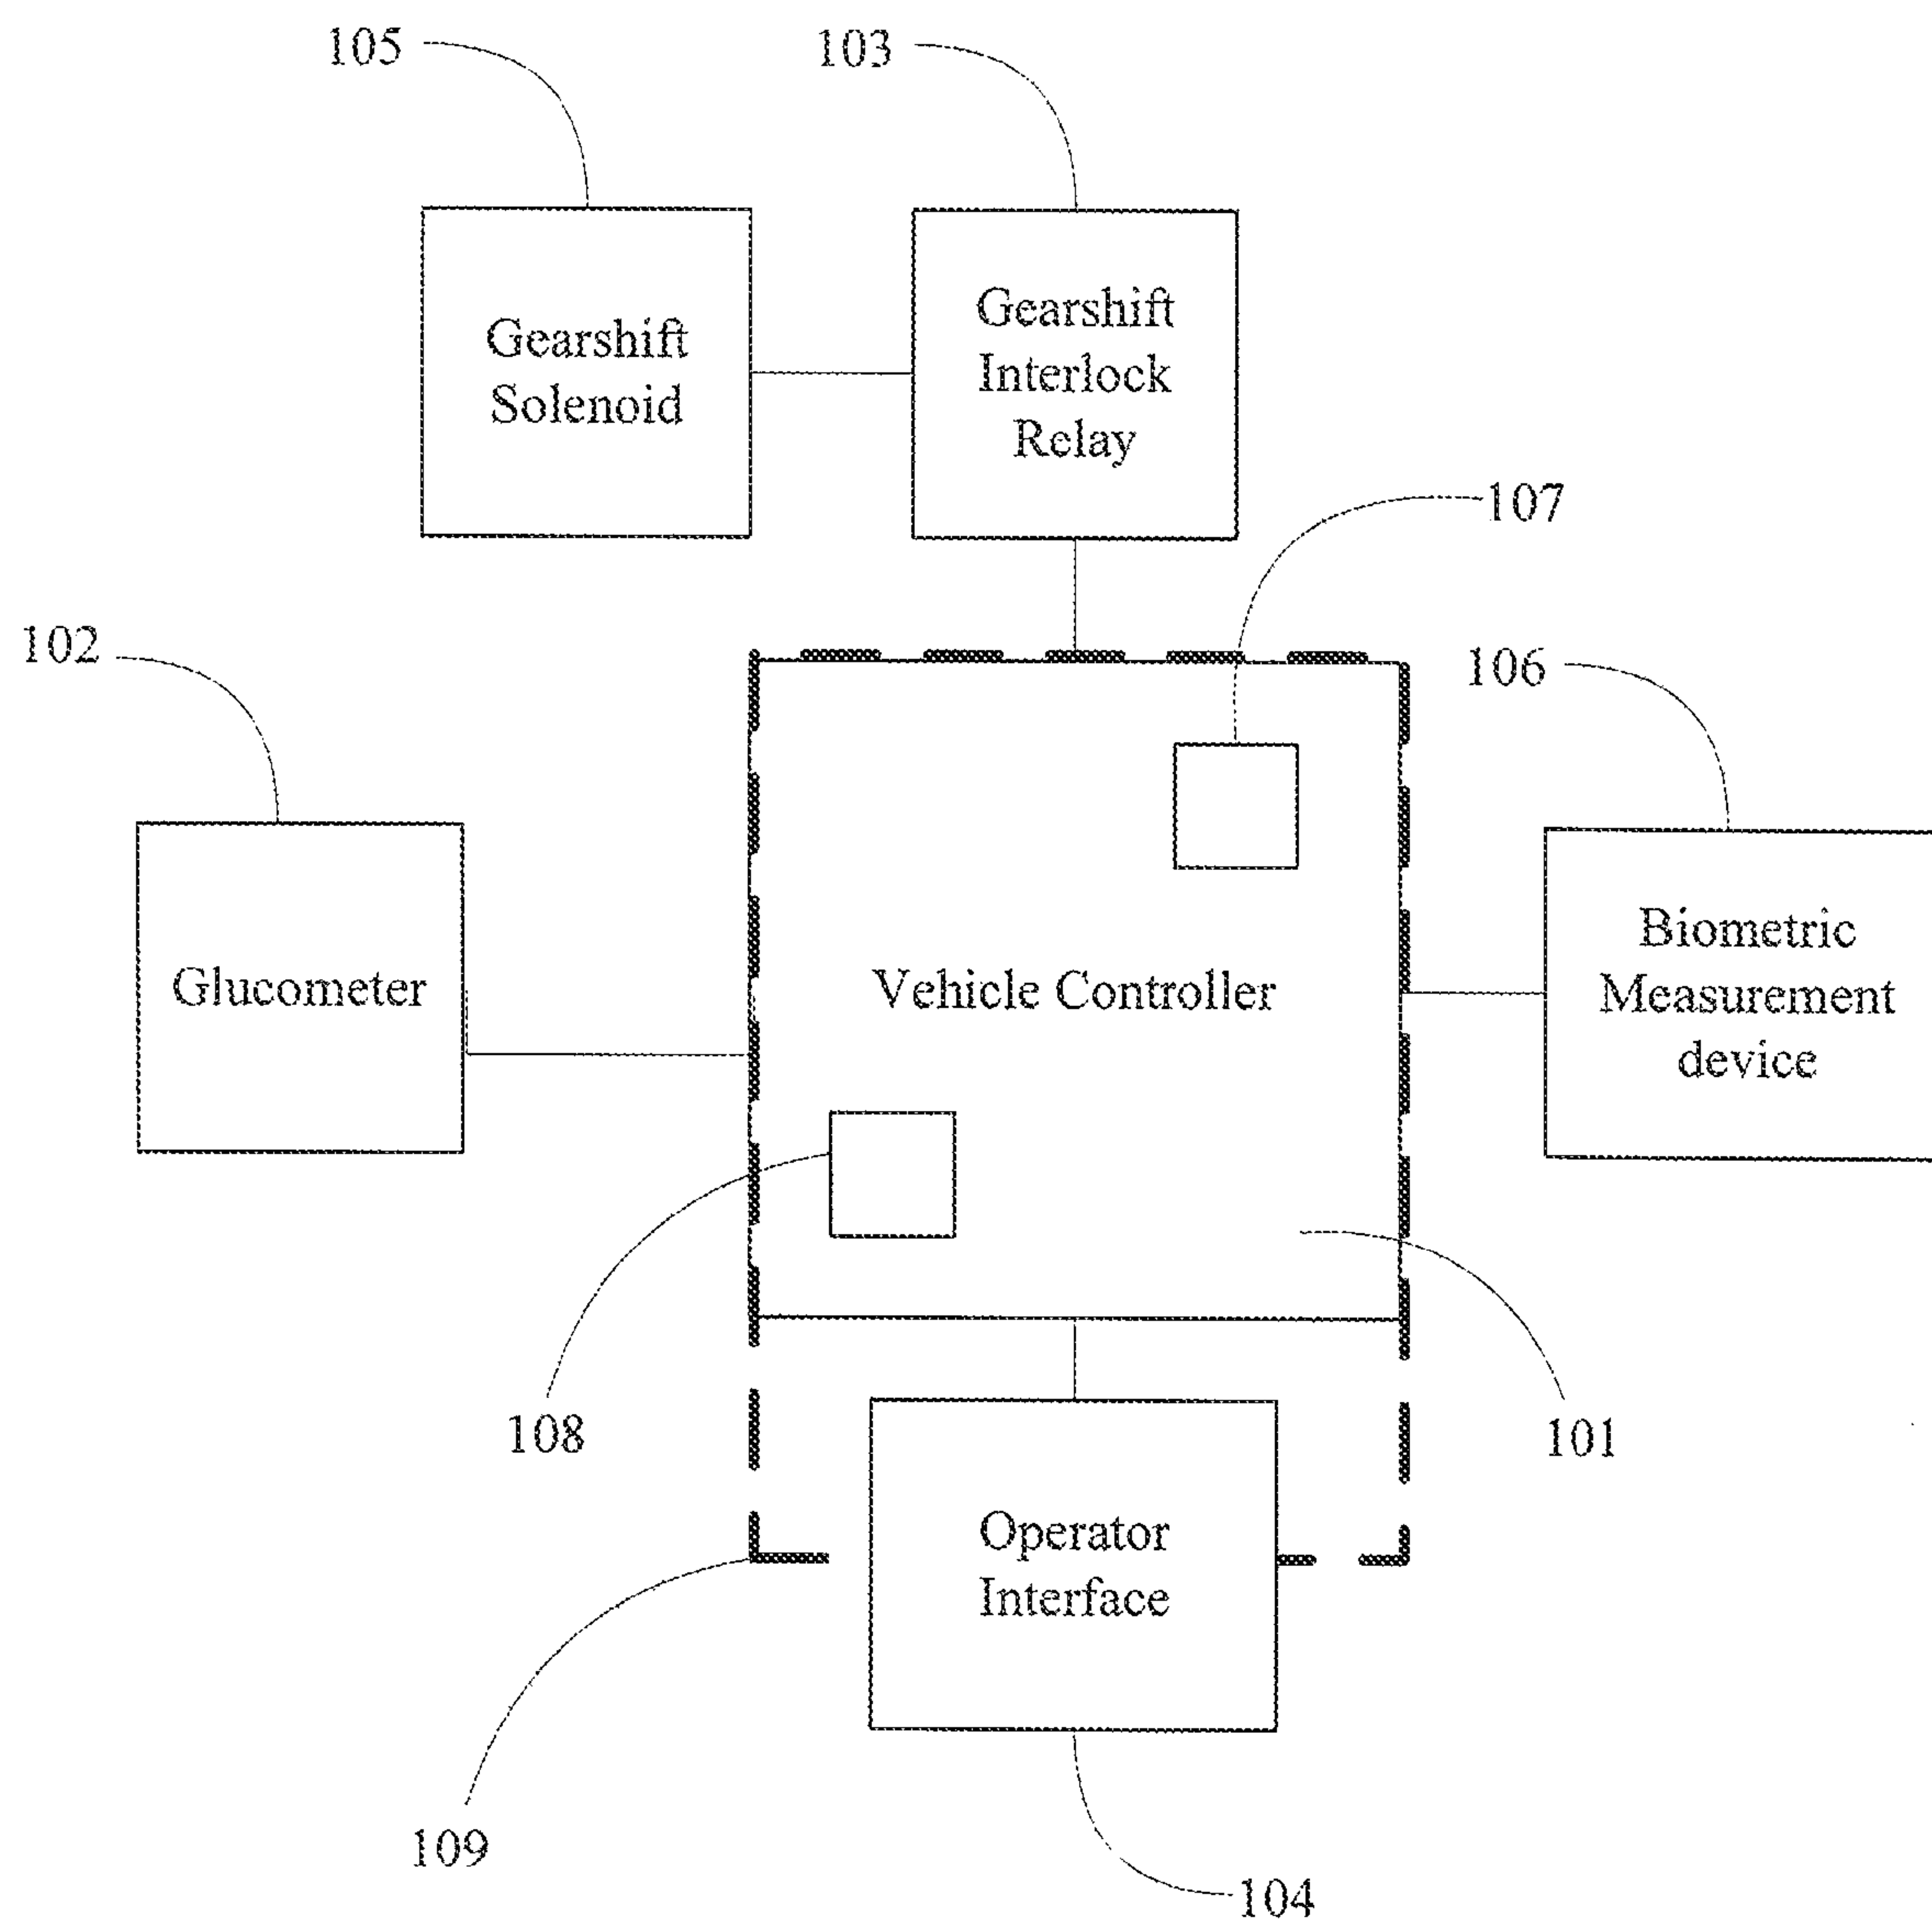 105
103
Gearshift
Solenoid
Gearshift
Interlock
Relay
107
102
106
Glucometer
Vehicle Controller
Biometric
Measurement
device
108
101
Operator
Interface
109
104